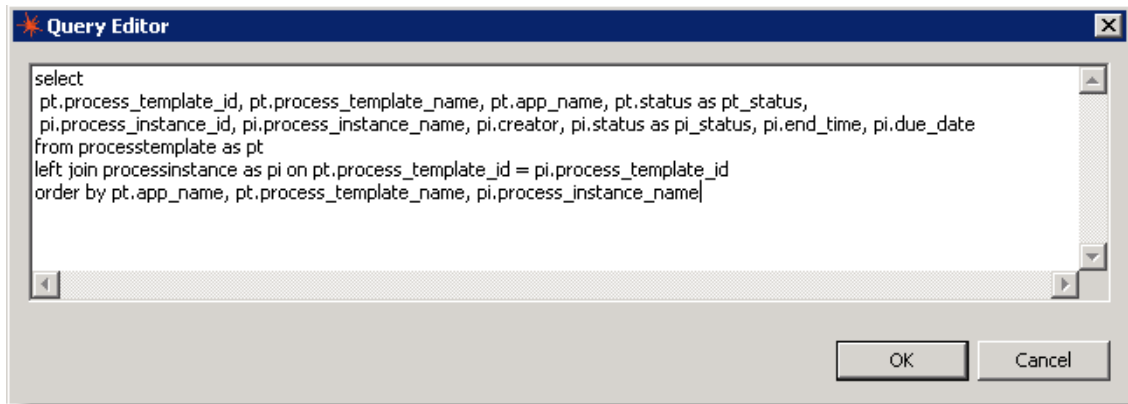 Query Editor
select
pt.process_template_id, pt.process_template_name, pt.app_name, pt.status as pt_status,
pi.process_instance_id, pi.process_instance_name, pi.creator, pi.status as pi_status, pi.end_time, pi.due_date
from processtemplate as pt
left join processinstance as pi on pt.process_template_id = pi.process_template_id
order by pt.app_name, pt.process_template_name, pi.process_instance_name
OK Cancel